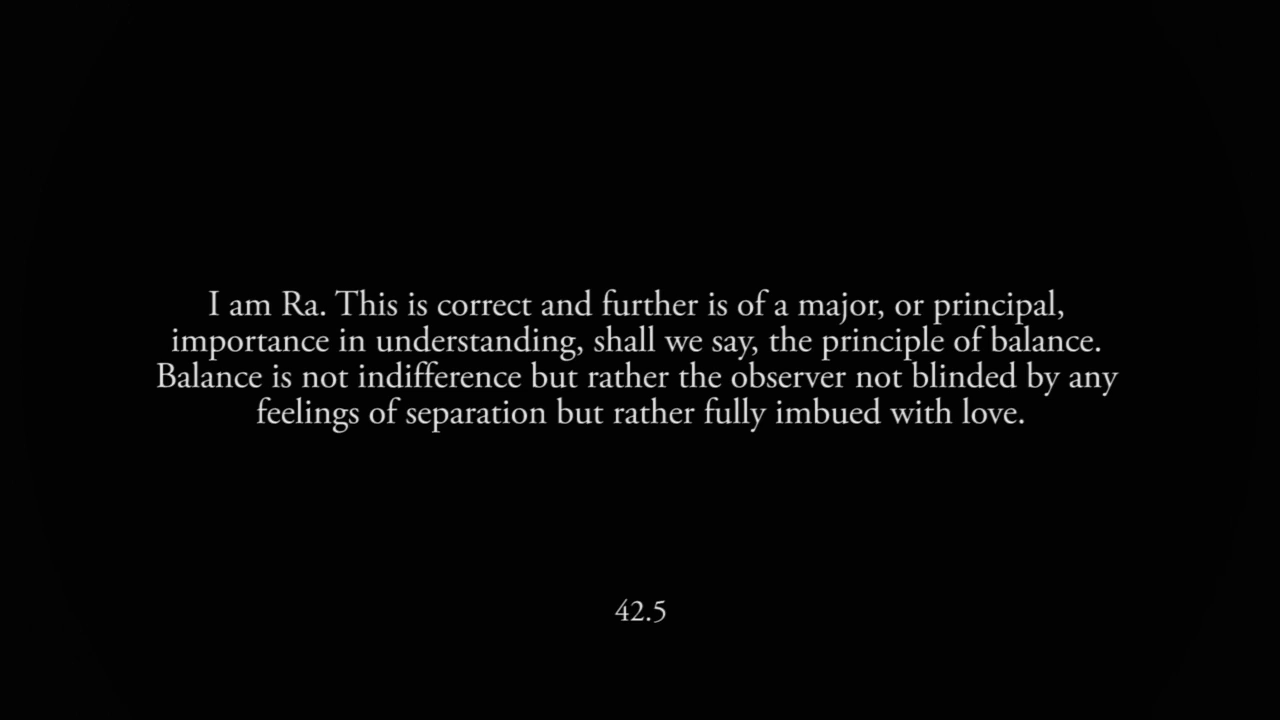 I am Ra. This is correct and further is of a major, or principal,
importance in understanding, shall we say, the principle of balance.
Balance is not indifference but rather the observer not blinded by any
feelings of separation but rather fully imbued with love.
42.5